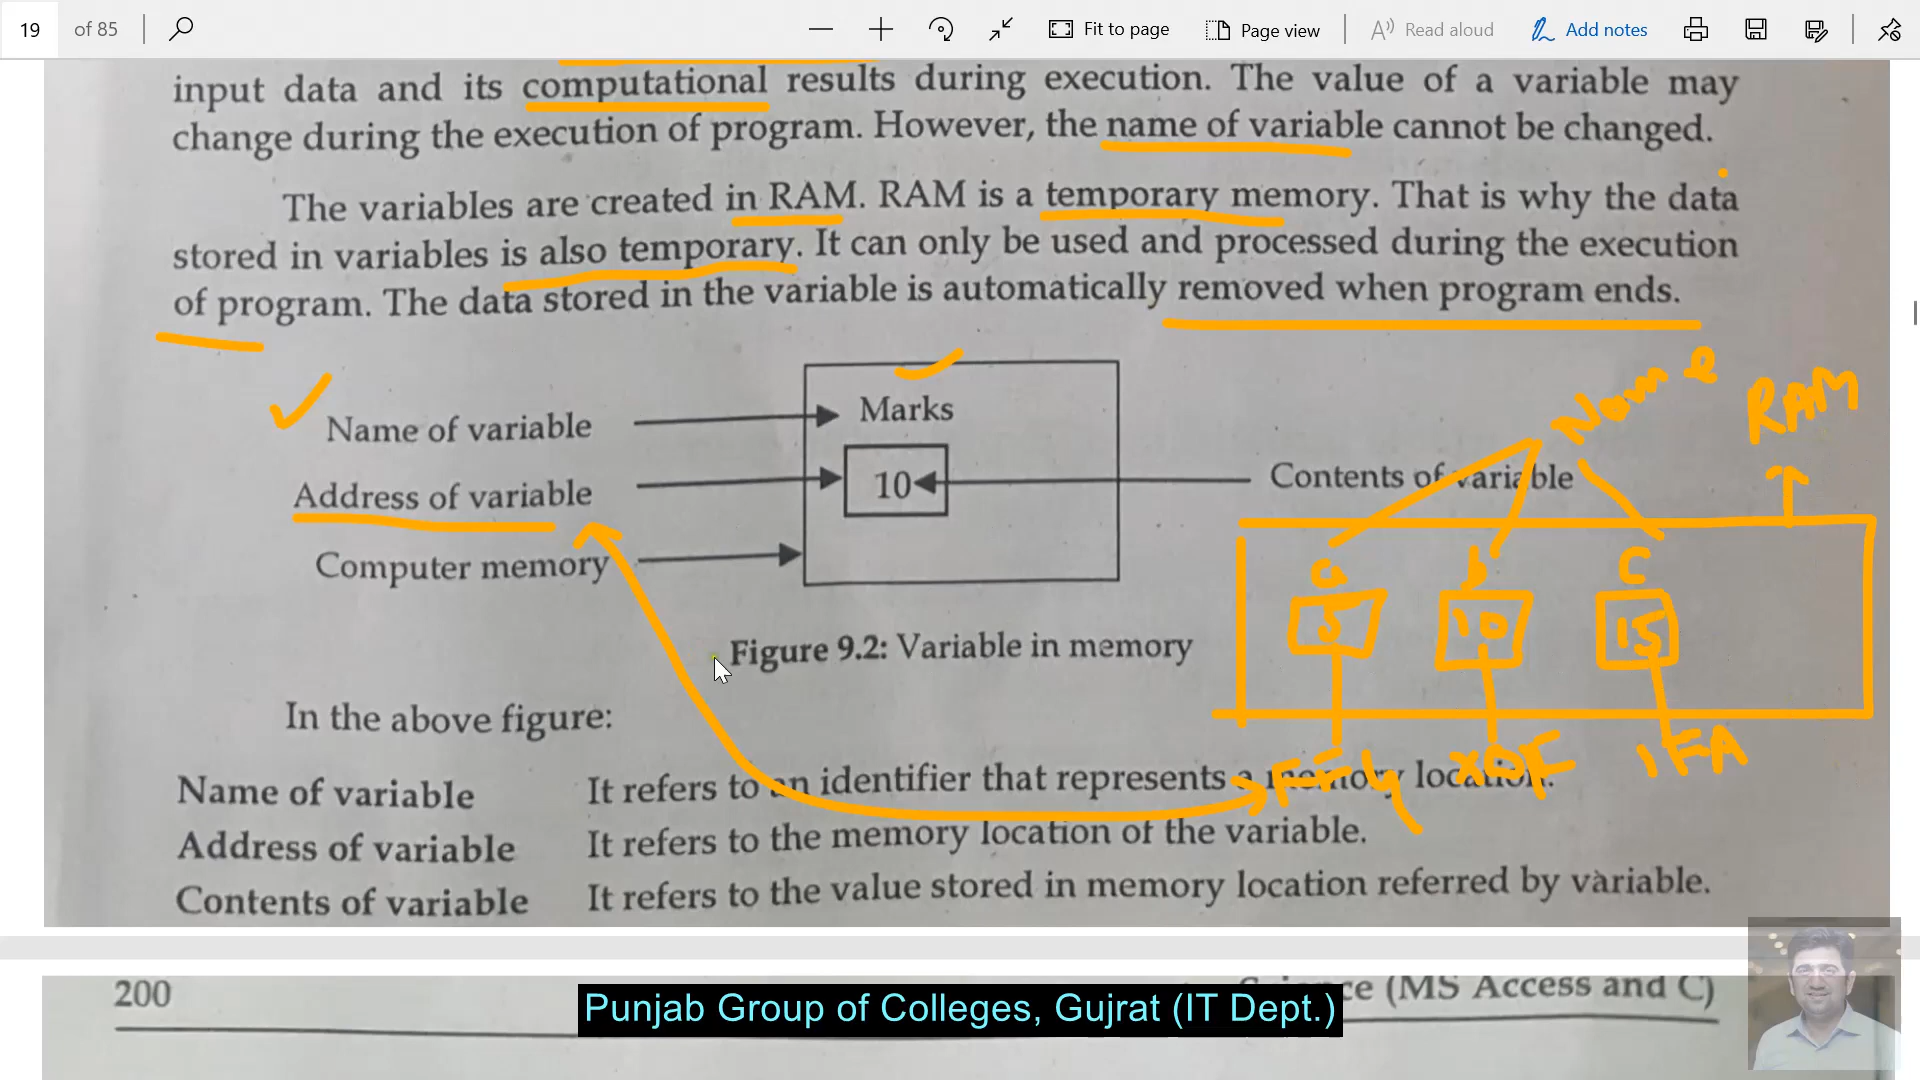 19 of 85 Fit to page Page view Read aloud Add notes
input data and its computational results during execution. The value of a variable may
change during the execution of program. However, the name of variable cannot be changed.
The variables are created in RAM. RAM is a temporary memory. That is why the data
stored in variables is also temporary. It can only be used and processed during the execution
of program. The data stored in the variable is automatically removed when program ends.
Name
RAM
Name of variable Marks
Address of variable 10 Contents of variable
Computer memory
a b c
5 10 15
Figure 9.2: Variable in memory
In the above figure:
FF4 X0F 1FA
Name of variable It refers to an identifier that represents a memory location.
Address of variable It refers to the memory location of the variable.
Contents of variable It refers to the value stored in memory location referred by variable.
200 ce (MS Access and C)
Punjab Group of Colleges, Gujrat (IT Dept.)